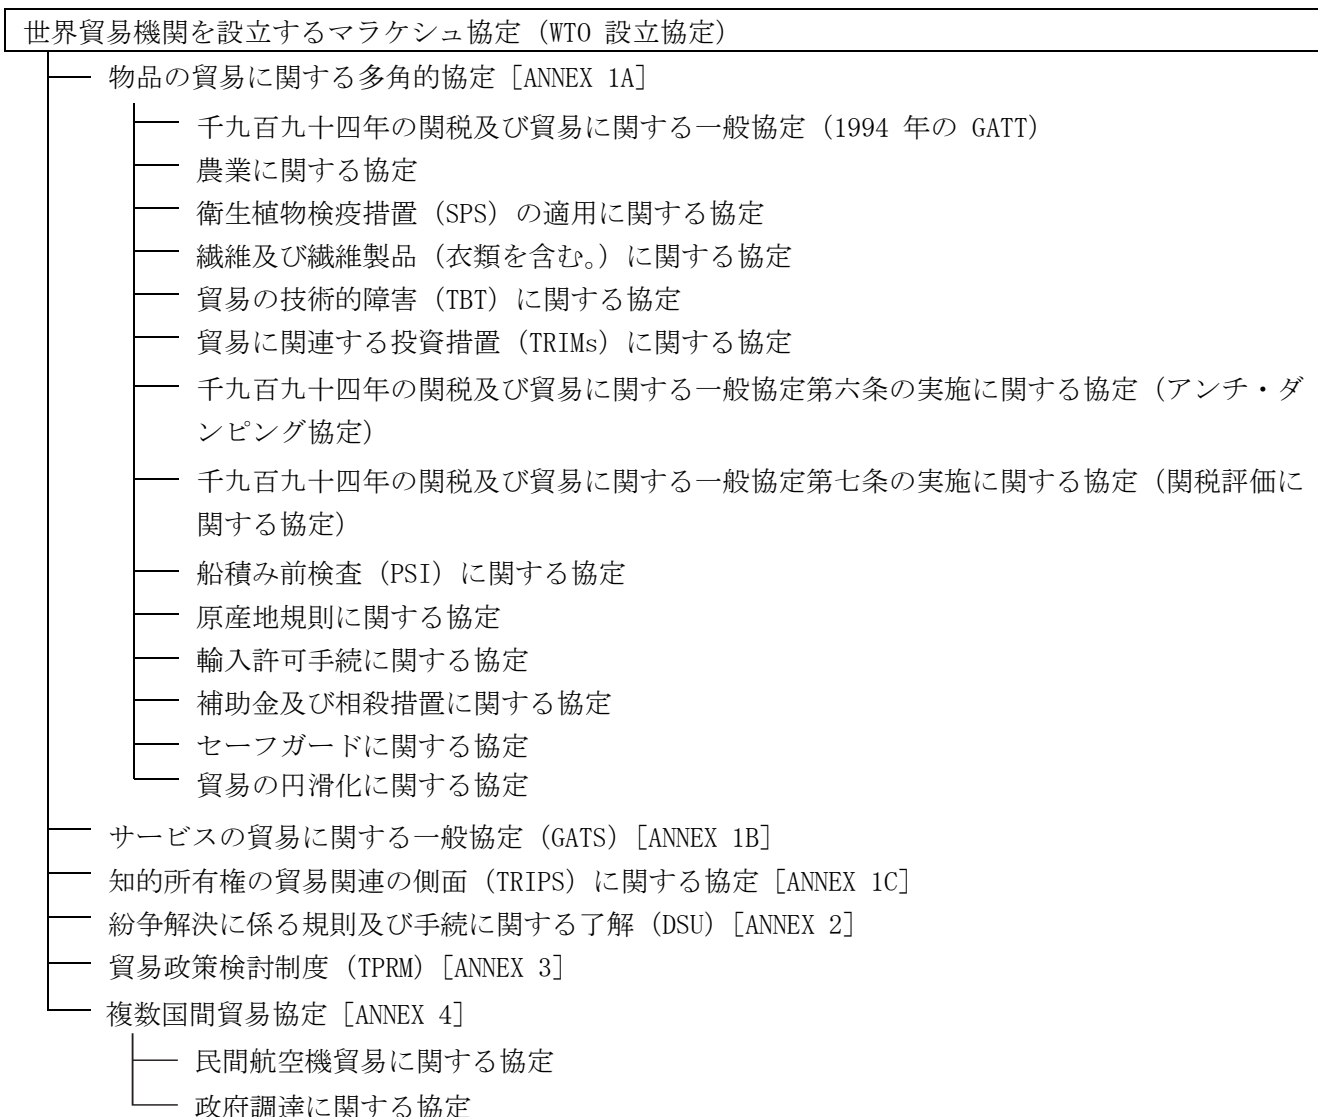 世界貿易機関を設立するマラケシュ協定（WTO 設立協定）
物品の貿易に関する多角的協定［ANNEX 1A］
千九百九十四年の関税及び貿易に関する一般協定（1994 年の GATT）
農業に関する協定
衛生植物検疫措置（SPS）の適用に関する協定
繊維及び繊維製品（衣類を含む。）に関する協定
貿易の技術的障害（TBT）に関する協定
貿易に関連する投資措置（TRIMs）に関する協定
千九百九十四年の関税及び貿易に関する一般協定第六条の実施に関する協定（アンチ・ダ
ンピング協定）
千九百九十四年の関税及び貿易に関する一般協定第七条の実施に関する協定（関税評価に
関する協定）
船積み前検査（PSI）に関する協定
原産地規則に関する協定
輸入許可手続に関する協定
補助金及び相殺措置に関する協定
セーフガードに関する協定
貿易の円滑化に関する協定
サービスの貿易に関する一般協定（GATS）［ANNEX 1B］
知的所有権の貿易関連の側面（TRIPS）に関する協定［ANNEX 1C］
紛争解決に係る規則及び手続に関する了解（DSU）［ANNEX 2］
貿易政策検討制度（TPRM）［ANNEX 3］
複数国間貿易協定［ANNEX 4］
民間航空機貿易に関する協定
政府調達に関する協定